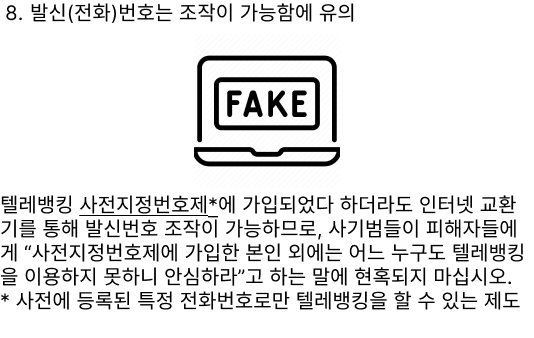 8. 발신(전화)번호는 조작이 가능함에 유의
FAKE
텔레뱅킹 사전지정번호제*에 가입되었다 하더라도 인터넷 교환
기를 통해 발신번호 조작이 가능하므로, 사기범들이 피해자들에
게 “사전지정번호제에 가입한 본인 외에는 어느 누구도 텔레뱅킹
을 이용하지 못하니 안심하라”고 하는 말에 현혹되지 마십시오.
* 사전에 등록된 특정 전화번호로만 텔레뱅킹을 할 수 있는 제도